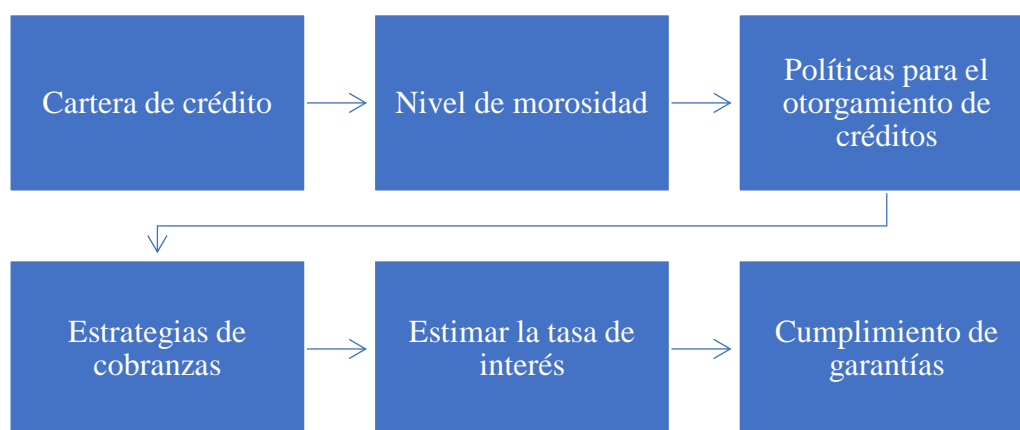 Cartera de crédito
Nivel de morosidad
Políticas para el
otorgamiento de
créditos
Estrategias de
cobranzas
Estimar la tasa de
interés
Cumplimiento de
garantías